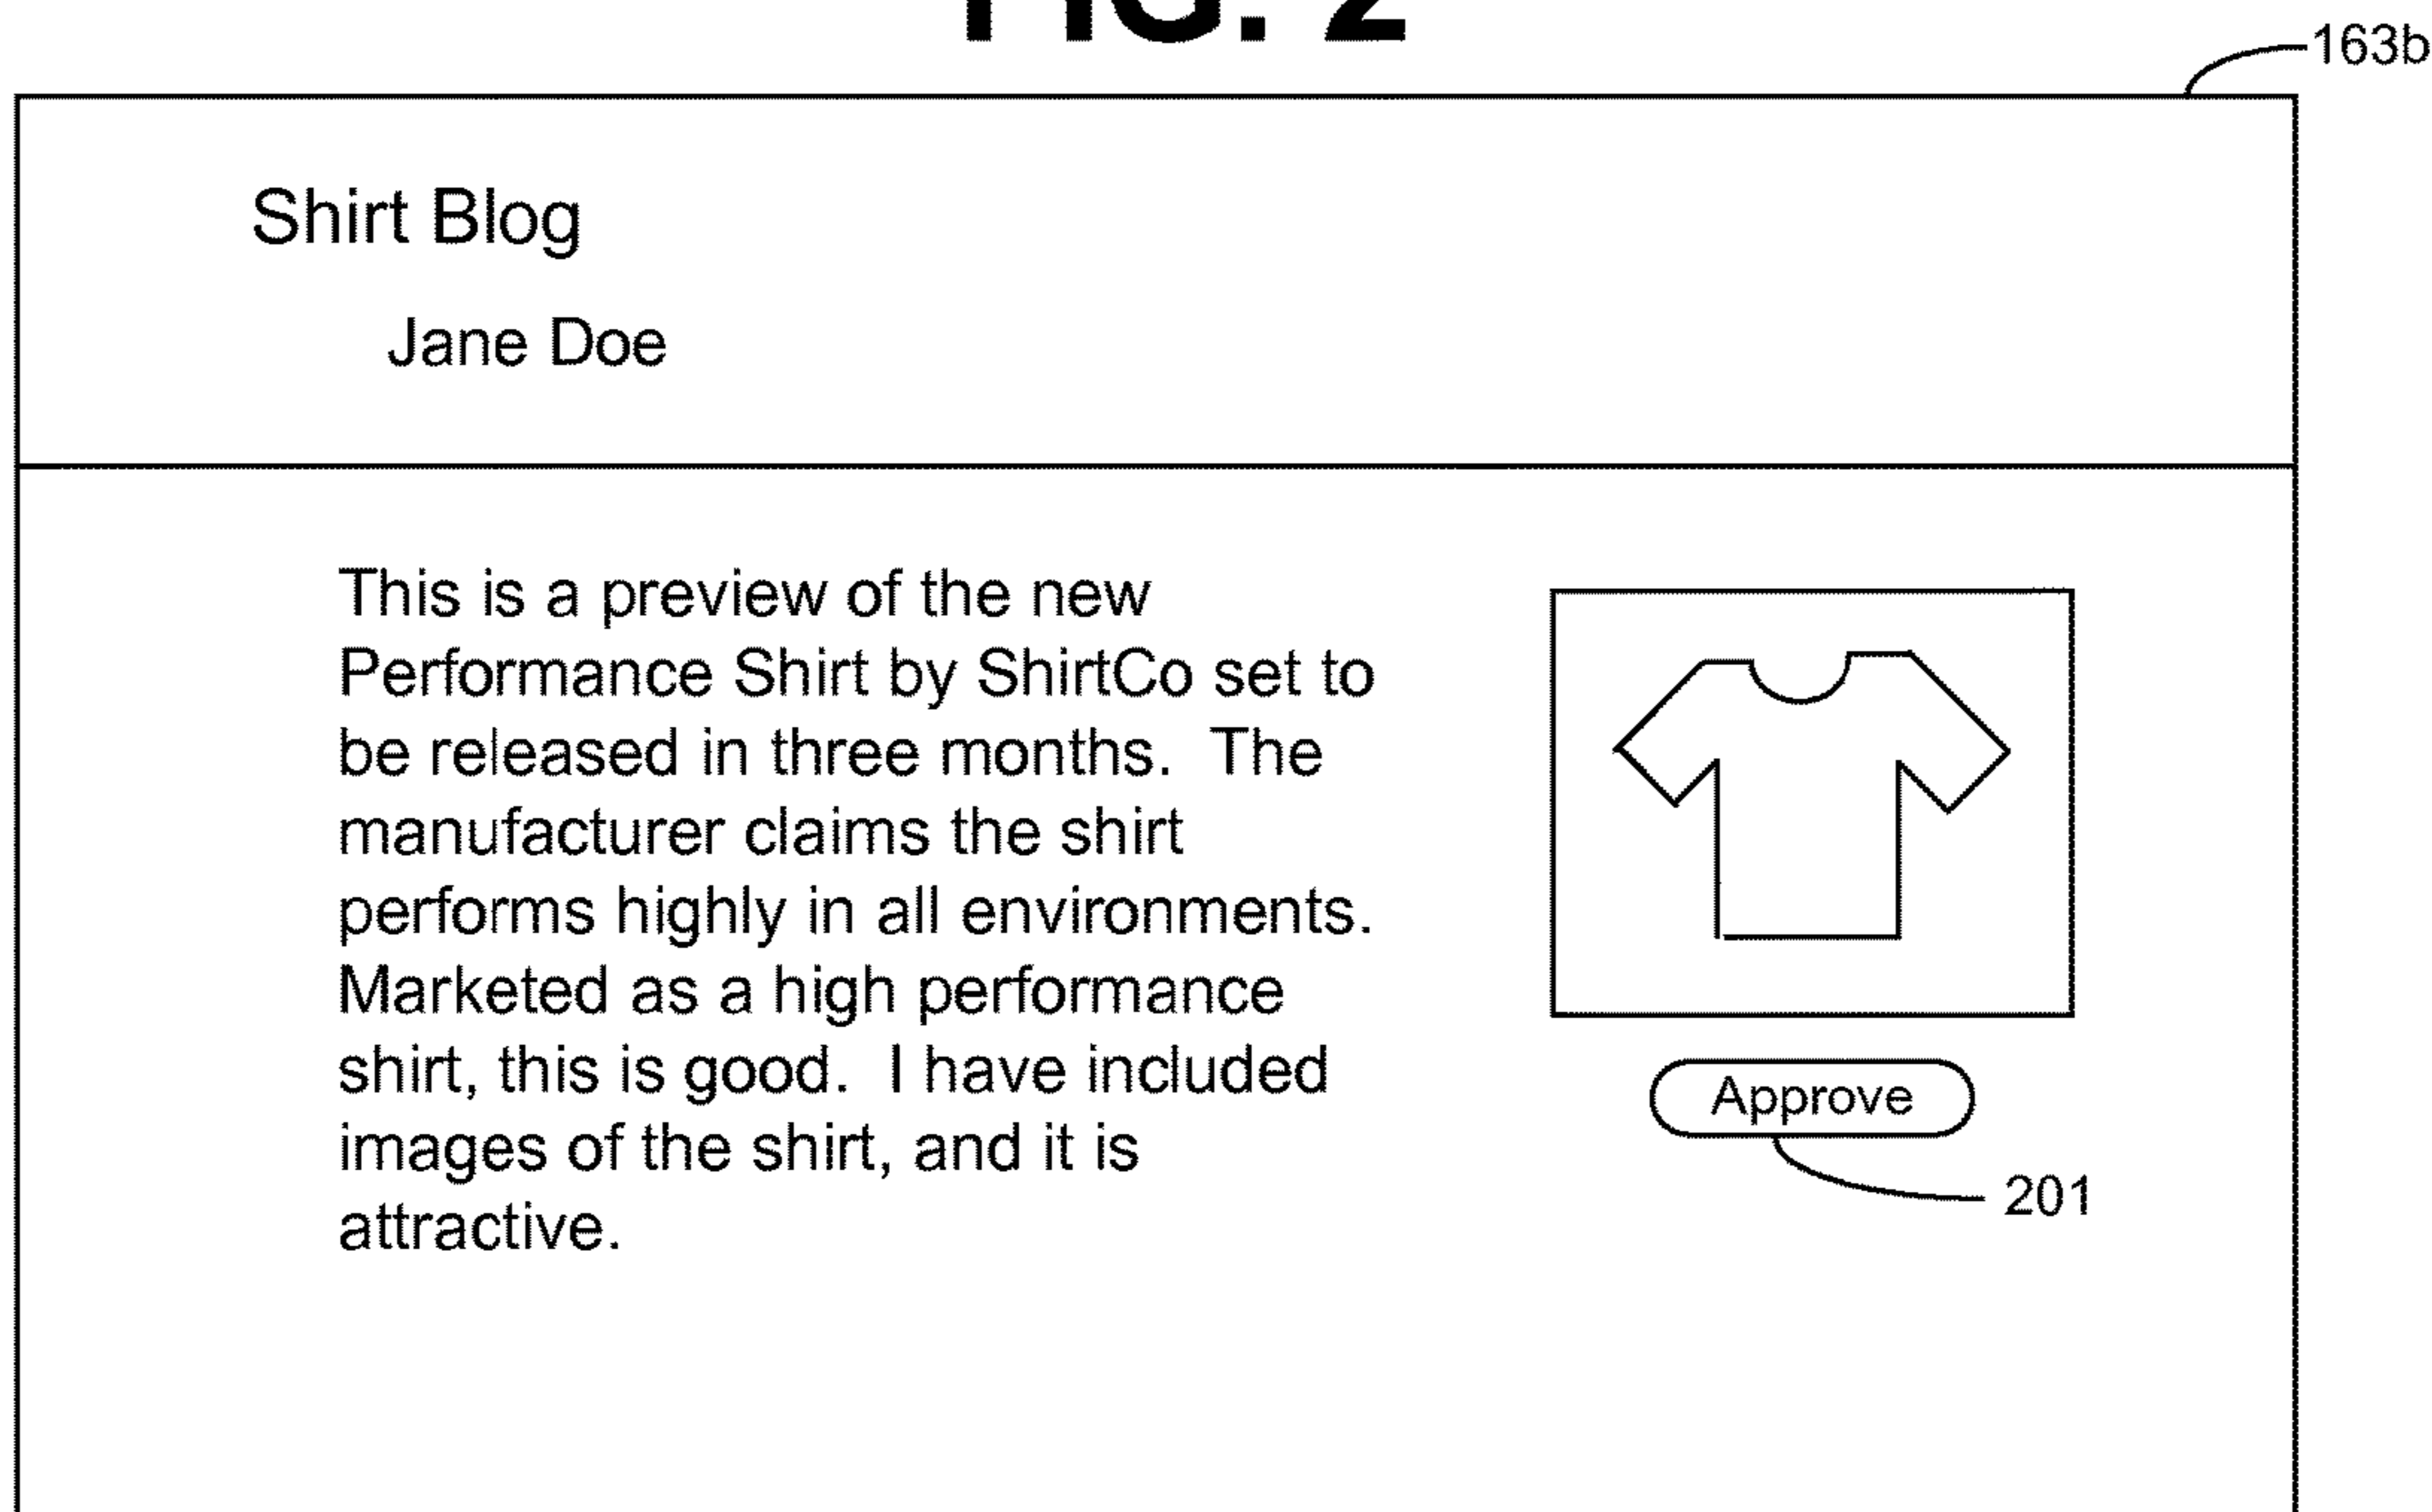 FIG. 2
163b
Shirt Blog
Jane Doe
This is a preview of the new
Performance Shirt by ShirtCo set to
be released in three months.  The
manufacturer claims the shirt
performs highly in all environments.
Marketed as a high performance
shirt, this is good.  I have included
images of the shirt, and it is
attractive.
Approve
201